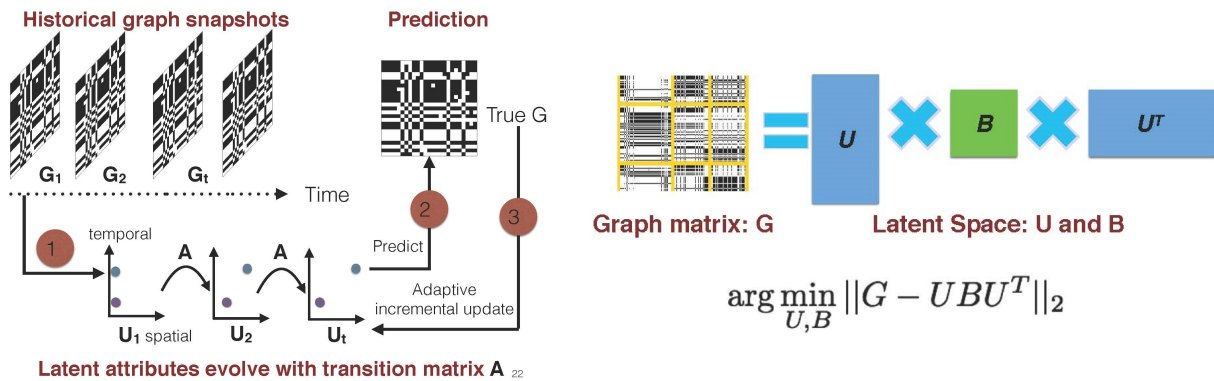 Historical graph snapshots
Prediction
G1 G2 Gt
True G
Time
1
2
3
temporal
A
A
Predict
Adaptive
incremental update
U1 spatial
U2
Ut
Latent attributes evolve with transition matrix A 22
U
B
Uᵀ
Graph matrix: G
Latent Space: U and B
arg min ||G − UBUᵀ||₂
U,B